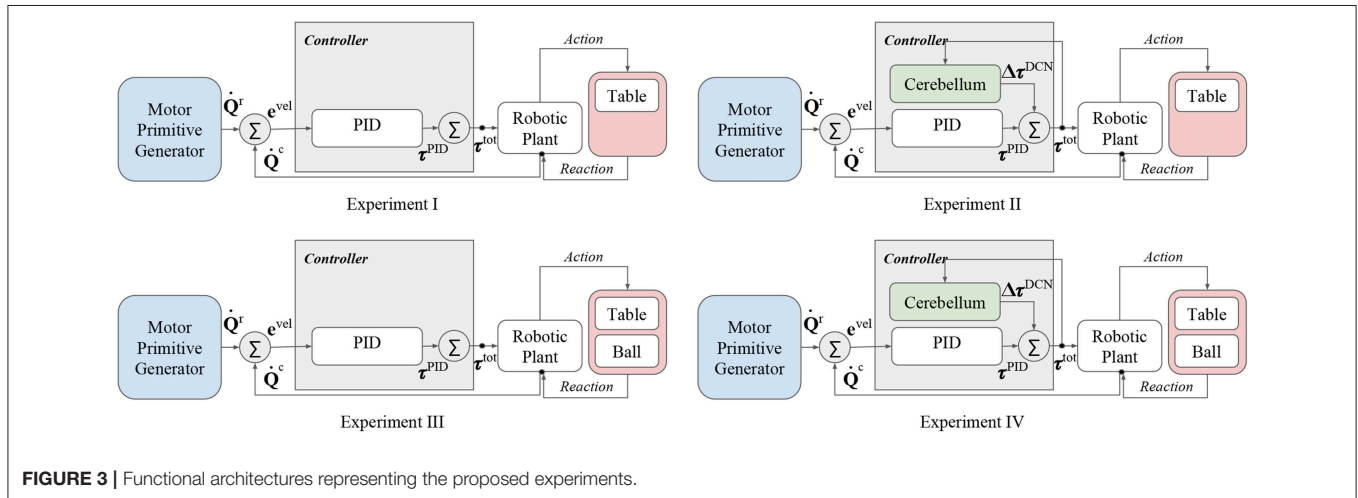 Controller
Action
Motor
Primitive
Generator
Q̇ʳ
eᵛᵉˡ
Σ
Q̇ᶜ
PID
τᴾᴵᴰ
Σ
τᵗᵒᵗ
Robotic
Plant
Table
Reaction
Experiment I
Controller
Action
Motor
Primitive
Generator
Q̇ʳ
eᵛᵉˡ
Σ
Q̇ᶜ
Cerebellum
Δτᴰᶜᴺ
PID
τᴾᴵᴰ
Σ
τᵗᵒᵗ
Robotic
Plant
Table
Reaction
Experiment II
Controller
Action
Motor
Primitive
Generator
Q̇ʳ
eᵛᵉˡ
Σ
Q̇ᶜ
PID
τᴾᴵᴰ
Σ
τᵗᵒᵗ
Robotic
Plant
Table
Ball
Reaction
Experiment III
Controller
Action
Motor
Primitive
Generator
Q̇ʳ
eᵛᵉˡ
Σ
Q̇ᶜ
Cerebellum
Δτᴰᶜᴺ
PID
τᴾᴵᴰ
Σ
τᵗᵒᵗ
Robotic
Plant
Table
Ball
Reaction
Experiment IV
FIGURE 3 | Functional architectures representing the proposed experiments.